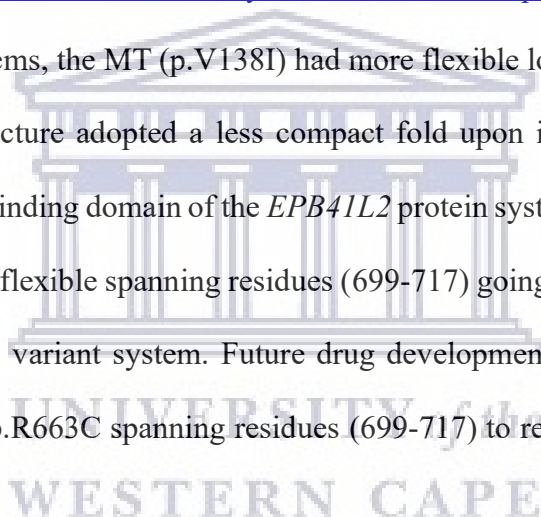 ems, the MT (p.V138I) had more flexible lo
cture adopted a less compact fold upon i
inding domain of the EPB41L2 protein syst
flexible spanning residues (699-717) going
variant system. Future drug development
.R663C spanning residues (699-717) to re
UNIVERSITY of the
WESTERN CAPE